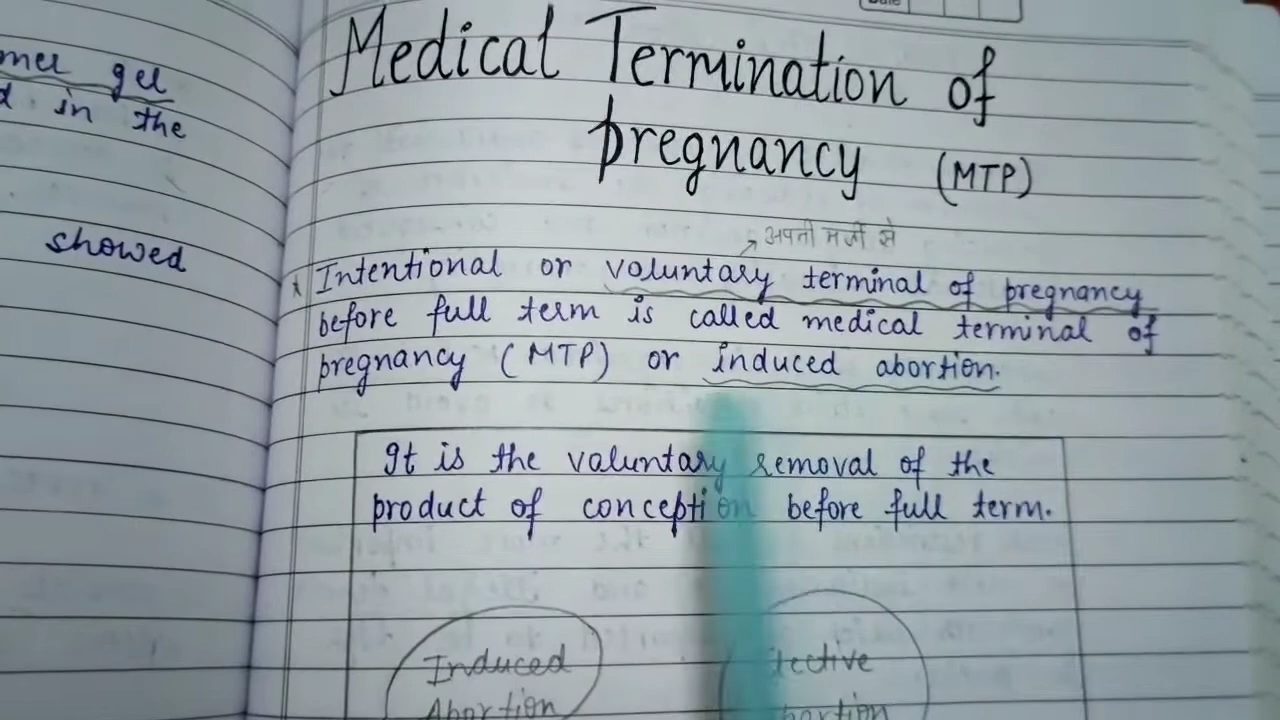 mer gel
in the
showed
Medical Termination of
pregnancy (MTP)
अपनी मर्जी से
* Intentional or voluntary terminal of pregnancy
before full term is called medical terminal of
pregnancy (MTP) or induced abortion.
It is the voluntary removal of the
product of conception before full term.
Induced
Abortion